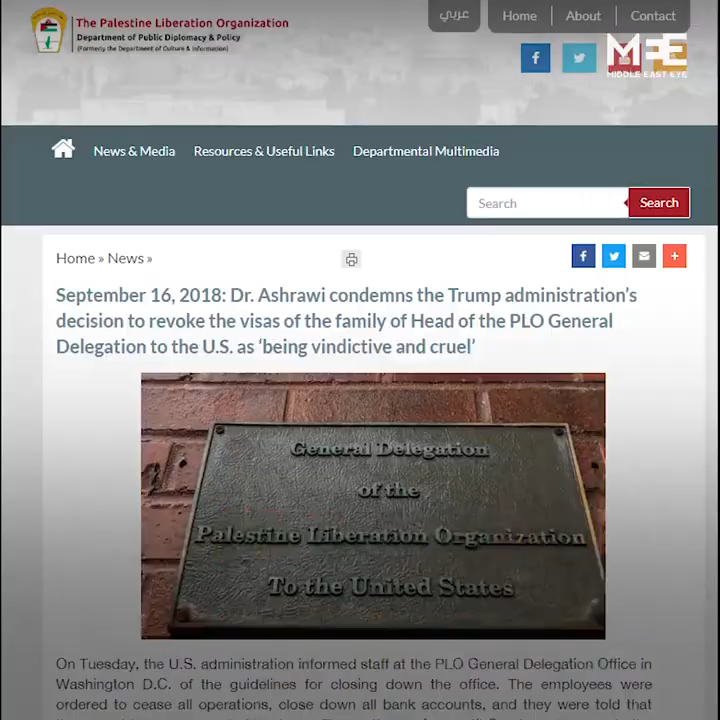 The Palestine Liberation Organization
Department of Public Diplomacy & Policy
(Formerly the Department of Culture & Information)
عربي
Home
About
Contact
MEE
MIDDLE EAST EYE
News & Media
Resources & Useful Links
Departmental Multimedia
Search
Search
Home » News »
September 16, 2018: Dr. Ashrawi condemns the Trump administration's
decision to revoke the visas of the family of Head of the PLO General
Delegation to the U.S. as 'being vindictive and cruel'
General Delegation
of the
Palestine Liberation Organization
To the United States
On Tuesday, the U.S. administration informed staff at the PLO General Delegation Office in
Washington D.C. of the guidelines for closing down the office. The employees were
ordered to cease all operations, close down all bank accounts, and they were told that